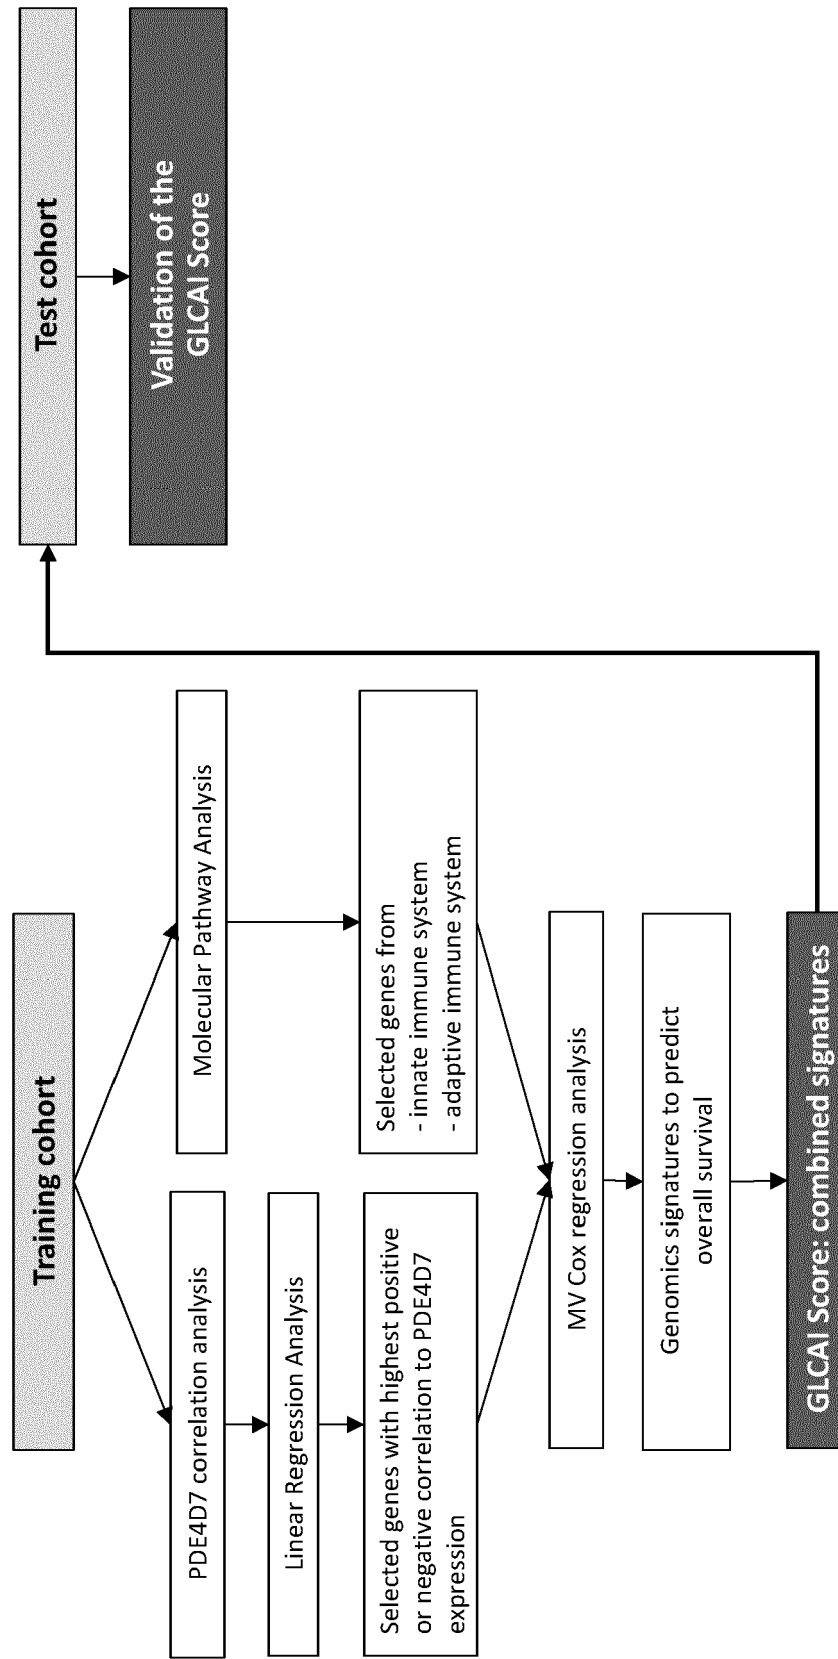 Training cohort
PDE4D7 correlation analysis
Linear Regression Analysis
Selected genes with highest positive
or negative correlation to PDE4D7
expression
Molecular Pathway Analysis
Selected genes from
- innate immune system
- adaptive immune system
MV Cox regression analysis
Genomics signatures to predict
overall survival
GLCAI Score: combined signatures
Test cohort
Validation of the
GLCAI Score